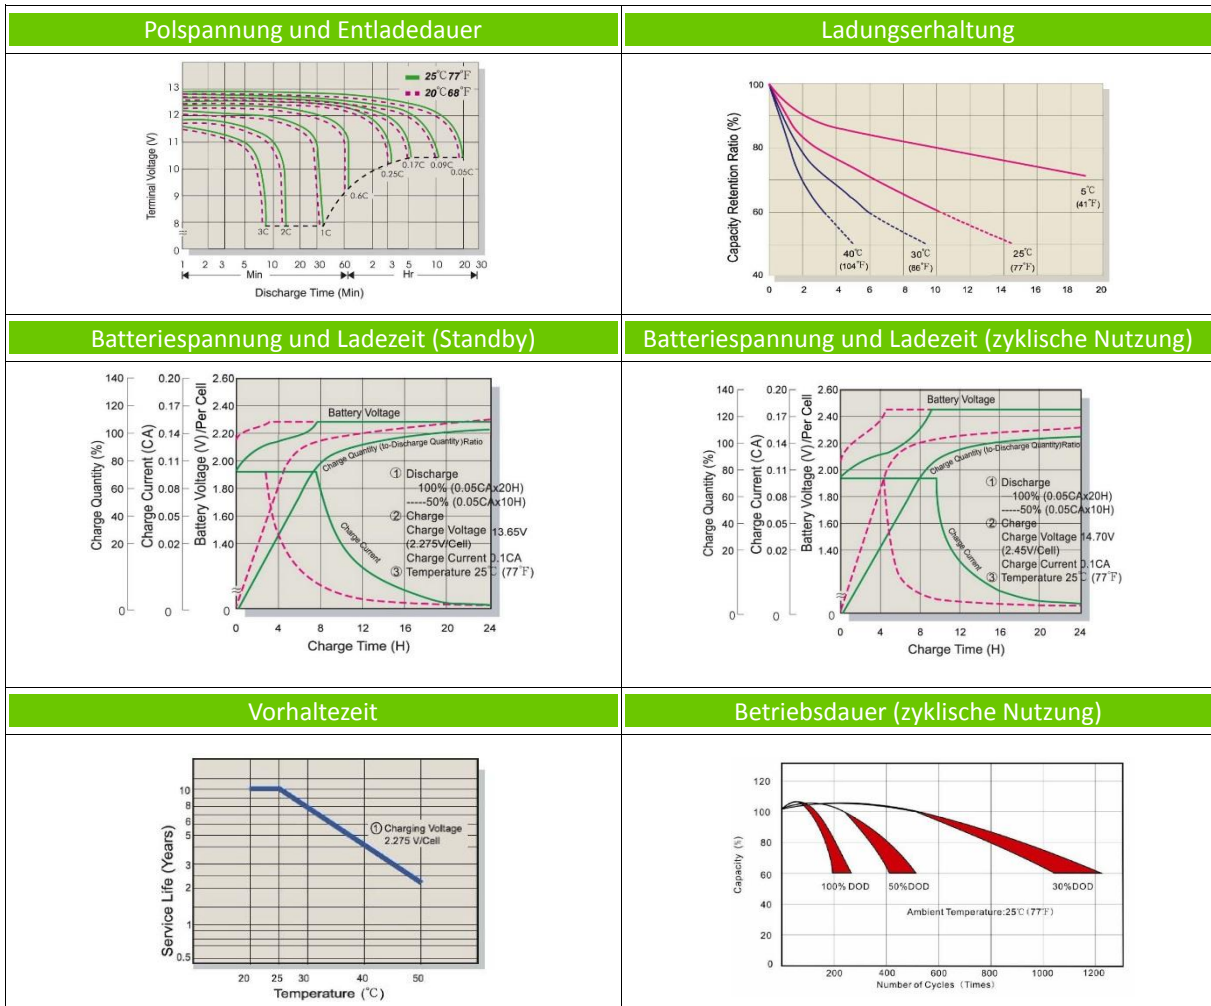 Polspannung und Entladedauer
Ladungserhaltung
Terminal Voltage (V)
13
12
11
10
9
8
0
25℃ 77℉
20℃ 68℉
3C
2C
1C
0.6C
0.25C
0.17C
0.09C
0.05C
1 2 3 5 10 20 30 60 2 3 5 10 20 30
Min Hr
Discharge Time (Min)
Capacity Retention Ratio (%)
100
80
60
40
5℃
(41℉)
40℃
(104℉)
30℃
(86℉)
25℃
(77℉)
0 2 4 6 8 10 12 14 16 18 20
Batteriespannung und Ladezeit (Standby)
Batteriespannung und Ladezeit (zyklische Nutzung)
Charge Quantity (%)
140
120
100
80
60
40
20
0
Charge Current (CA)
0.20
0.17
0.14
0.11
0.08
0.05
0.02
0
Battery Voltage (V)/Per Cell
2.60
2.40
2.20
2.00
1.80
1.60
1.40
0
Battery Voltage
Charge Quantity (to-Discharge Quantity)Ratio
① Discharge
100% (0.05CAx20H)
-----50% (0.05CAx10H)
② Charge
Charge Voltage 13.65V
(2.275V/Cell)
Charge Current 0.1CA
③ Temperature 25℃ (77℉)
Charge Current
0 4 8 12 16 20 24
Charge Time (H)
Charge Quantity (%)
140
120
100
80
60
40
20
0
Charge Current (CA)
0.20
0.17
0.14
0.11
0.08
0.05
0.02
0
Battery Voltage (V)/Per Cell
2.60
2.40
2.20
2.00
1.80
1.60
1.40
0
Battery Voltage
Charge Quantity (to-Discharge Quantity)Ratio
① Discharge
100% (0.05CAx20H)
-----50% (0.05CAx10H)
② Charge
Charge Voltage 14.70V
(2.45V/Cell)
Charge Current 0.1CA
③ Temperature 25℃ (77℉)
Charge Current
0 4 8 12 16 20 24
Charge Time (H)
Vorhaltezeit
Betriebsdauer (zyklische Nutzung)
Service Life (Years)
10
8
6
5
3
2
1
0.5
① Charging Voltage
2.275 V/Cell
20 25 30 40 50
Temperature (℃)
Capacity (%)
120
100
80
60
40
20
0
100% DOD
50%DOD
30%DOD
Ambient Temperature:25℃ (77℉)
200 400 600 800 1000 1200
Number of Cycles (Times)